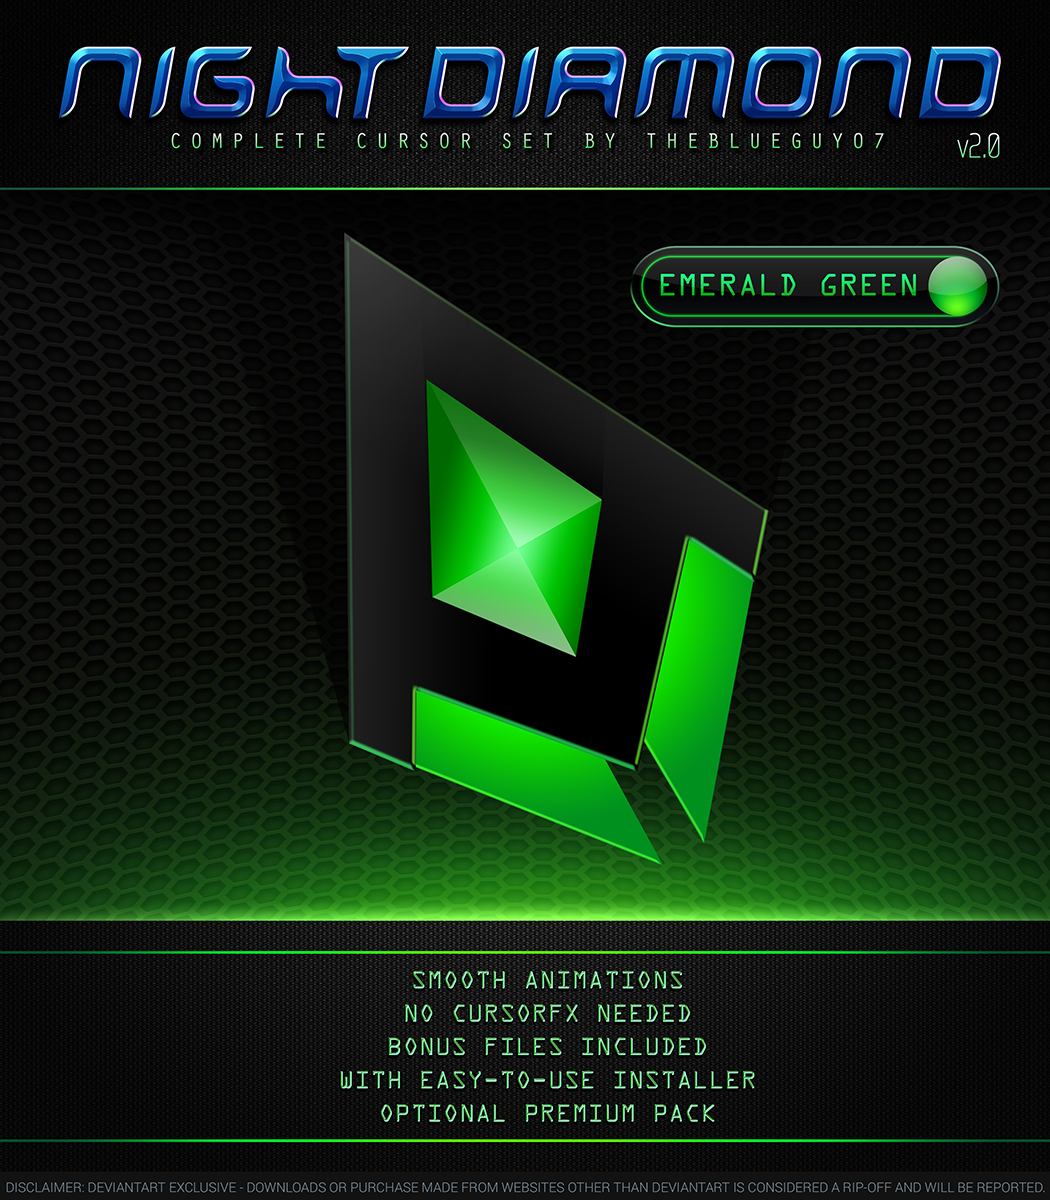 NIGHT DIAMOND
COMPLETE CURSOR SET BY THEBLUEGUY07
v2.0
EMERALD GREEN
SMOOTH ANIMATIONS
NO CURSORFX NEEDED
BONUS FILES INCLUDED
WITH EASY-TO-USE INSTALLER
OPTIONAL PREMIUM PACK
DISCLAIMER: DEVIANTART EXCLUSIVE - DOWNLOADS OR PURCHASE MADE FROM WEBSITES OTHER THAN DEVIANTART IS CONSIDERED A RIP-OFF AND WILL BE REPORTED